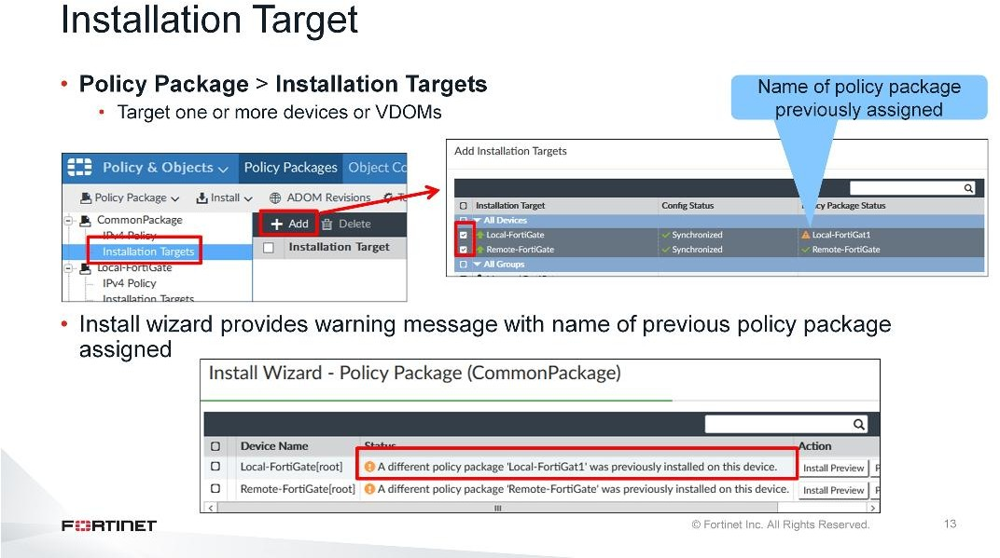 Installation Target
• Policy Package > Installation Targets
• Target one or more devices or VDOMs
Name of policy package
previously assigned
Policy & Objects
Policy Packages
Object Co
Policy Package
Install
ADOM Revisions
CommonPackage
IPv4 Policy
Installation Targets
Local-FortiGate
IPv4 Policy
Installation Targets
Add
Delete
Installation Target
Add Installation Targets
Installation Target Config Status Policy Package Status
All Devices
Local-FortiGate Synchronized Local-FortiGat1
Remote-FortiGate Synchronized Remote-FortiGate
All Groups
• Install wizard provides warning message with name of previous policy package
assigned
Install Wizard - Policy Package (CommonPackage)
Device Name Status Action
Local-FortiGate[root] A different policy package 'Local-FortiGat1' was previously installed on this device. Install Preview
Remote-FortiGate[root] A different policy package 'Remote-FortiGate' was previously installed on this device. Install Preview
FORTINET
© Fortinet Inc. All Rights Reserved.
13